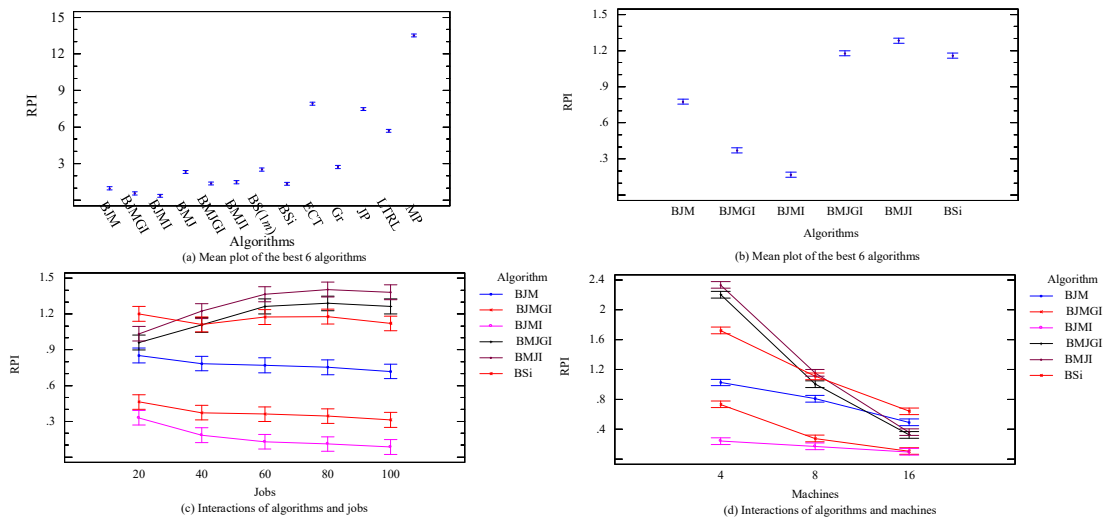 15
12
9
6
3
RPI
BJM
BJMGI
BJMI
BMJ
BMJGI
BMJI
BS(1m)
BSi
ECT
Gr
JP
LTRL
MP
Algorithms
(a) Mean plot of the best 6 algorithms
1.5
1.2
.9
.6
.3
RPI
BJM
BJMGI
BJMI
BMJGI
BMJI
BSi
Algorithms
(b) Mean plot of the best 6 algorithms
1.5
1.2
.9
.6
.3
RPI
20
40
60
80
100
Jobs
(c) Interactions of algorithms and jobs
Algorithm
BJM
BJMGI
BJMI
BMJGI
BMJI
BSi
2.4
2.0
1.6
1.2
.8
.4
RPI
4
8
16
Machines
(d) Interactions of algorithms and machines
Algorithm
BJM
BJMGI
BJMI
BMJGI
BMJI
BSi